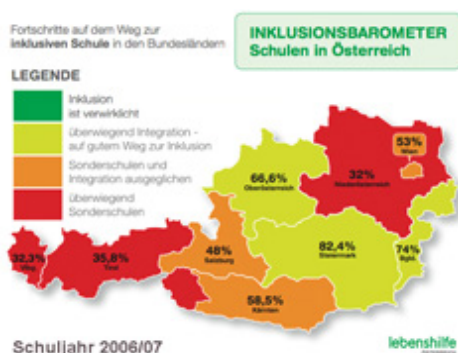 Fortschritte auf dem Weg zur
inklusiven Schule in den Bundesländern
INKLUSIONSBAROMETER
Schulen in Österreich
LEGENDE
Inklusion
ist verwirklicht
überwiegend Integration -
auf gutem Weg zur Inklusion
Sonderschulen und
Integration ausgeglichen
überwiegend
Sonderschulen
53%
Wien
66,6%
Oberösterreich
32%
Niederösterreich
82,4%
Steiermark
74%
Bgld.
48%
Salzburg
32,3%
Vbg.
35,8%
Tirol
58,5%
Kärnten
Schuljahr 2006/07
lebenshilfe